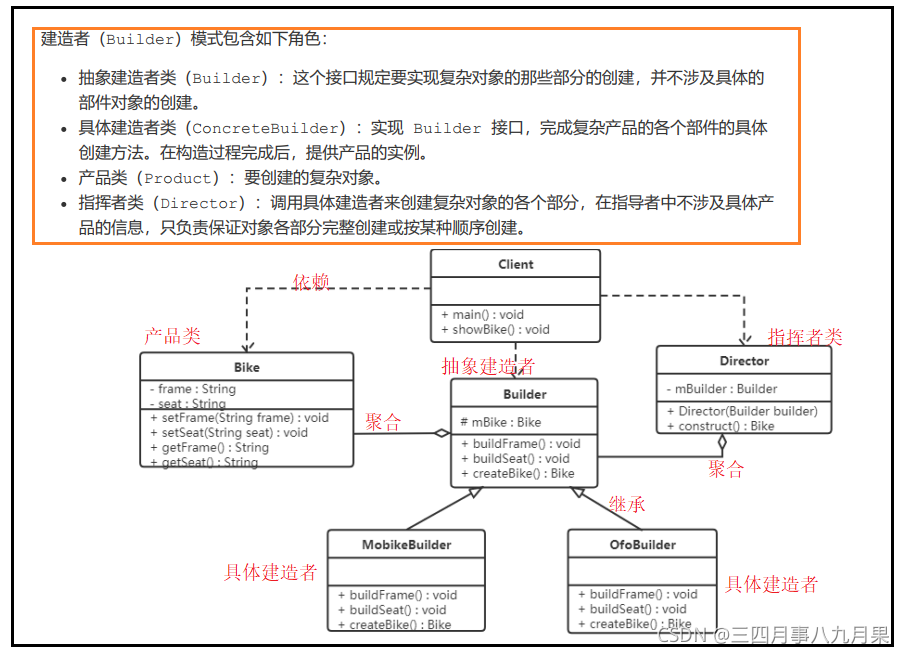 建造者（Builder）模式包含如下角色：
• 抽象建造者类（Builder）：这个接口规定要实现复杂对象的那些部分的创建，并不涉及具体的
部件对象的创建。
• 具体建造者类（ConcreteBuilder）：实现 Builder 接口，完成复杂产品的各个部件的具体
创建方法。在构造过程完成后，提供产品的实例。
• 产品类（Product）：要创建的复杂对象。
• 指挥者类（Director）：调用具体建造者来创建复杂对象的各个部分，在指导者中不涉及具体产
品的信息，只负责保证对象各部分完整创建或按某种顺序创建。
Client
+ main() : void
+ showBike() : void
依赖
产品类
Bike
- frame : String
- seat : String
+ setFrame(String frame) : void
+ setSeat(String seat) : void
+ getFrame() : String
+ getSeat() : String
聚合
抽象建造者
Builder
# mBike : Bike
+ buildFrame() : void
+ buildSeat() : void
+ createBike() : Bike
指挥者类
Director
- mBuilder : Builder
+ Director(Builder builder)
+ construct() : Bike
聚合
继承
具体建造者
MobikeBuilder
+ buildFrame() : void
+ buildSeat() : void
+ createBike() : Bike
OfoBuilder
+ buildFrame() : void
+ buildSeat() : void
+ createBike() : Bike
具体建造者
CSDN @三四月事八九月果